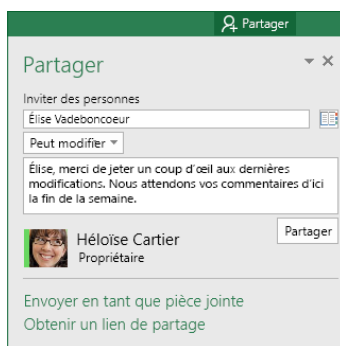 Partager
Partager
Inviter des personnes
Élise Vadeboncoeur
Peut modifier
Élise, merci de jeter un coup d'œil aux dernières
modifications. Nous attendons vos commentaires d'ici
la fin de la semaine.
Partager
Héloïse Cartier
Propriétaire
Envoyer en tant que pièce jointe
Obtenir un lien de partage